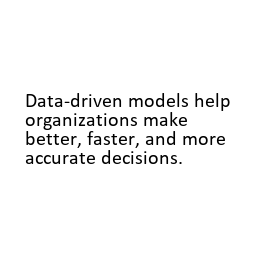 Data-driven models help
organizations make
better, faster, and more
accurate decisions.